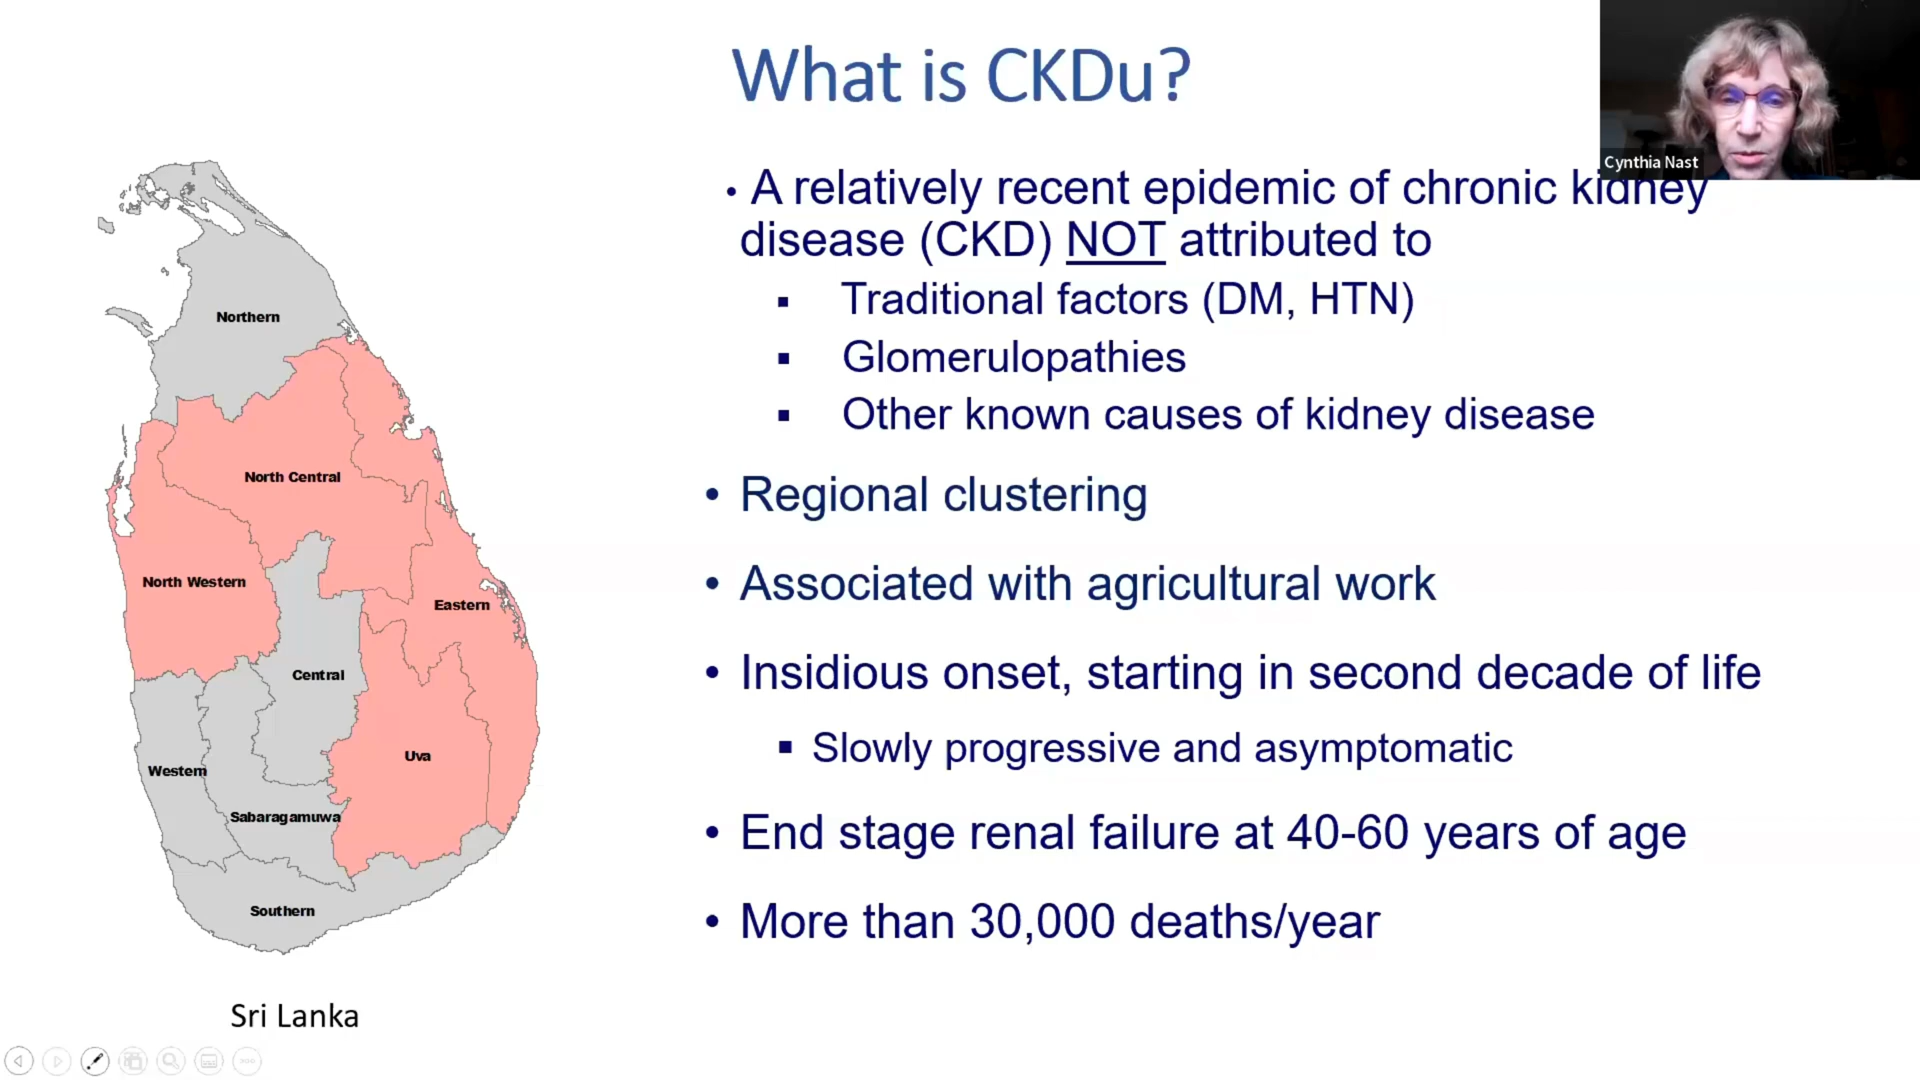 What is CKDu?
Cynthia Nast
• A relatively recent epidemic of chronic kidney
disease (CKD) NOT attributed to
▪ Traditional factors (DM, HTN)
▪ Glomerulopathies
▪ Other known causes of kidney disease
• Regional clustering
• Associated with agricultural work
• Insidious onset, starting in second decade of life
▪ Slowly progressive and asymptomatic
• End stage renal failure at 40-60 years of age
• More than 30,000 deaths/year
Northern
North Central
North Western
Eastern
Central
Uva
Western
Sabaragamuwa
Southern
Sri Lanka